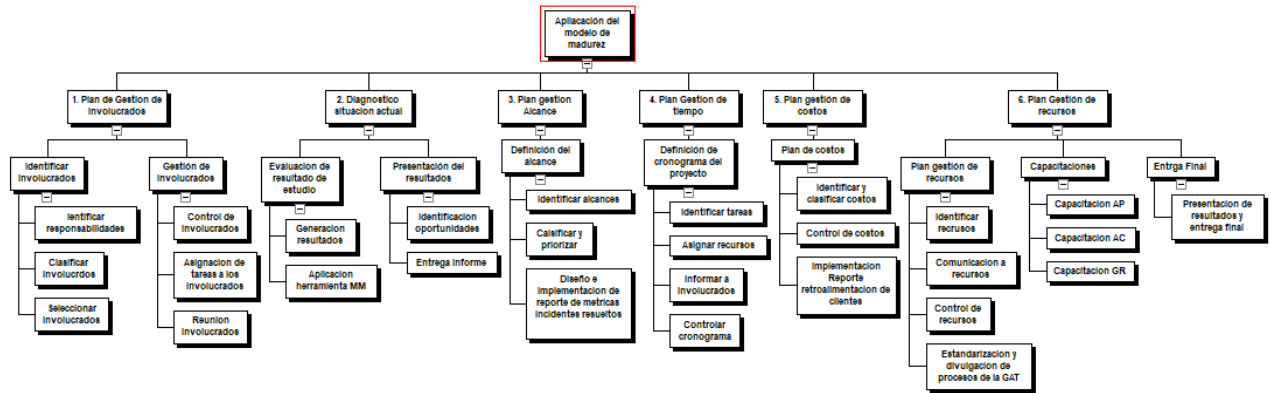 Apliacación del
modelo de
madurez
1. Plan de Gestion de
Involucrados
2. Diagnostico
situacion actual
3. Plan gestion
Alcance
4. Plan Gestion de
tiempo
5. Plan gestión de
costos
6. Plan Gestión de
recursos
Identificar
Involucrados
Gestión de
Involucrados
Evaluacion de
resultado de
estudio
Presentación del
resultados
Definición del
alcance
Definición de
cronograma del
proyecto
Plan de costos
Plan gestión de
recursos
Capacitaciones
Entrga Final
Ientificar
responsabilidades
Clasificar
Involucrdos
Seleccionar
Involucrados
Control de
Involucrados
Asignacion de
tareas a los
Involucrados
Reunion
Involucrados
Generacion
resultados
Aplicacion
herramienta MM
Identificacion
oportunidades
Entrega Informe
Identificar alcances
Calsificar y
priorizar
Diseño e
Implementacion de
reporte de metricas
Incidentes resueltos
Identificar tareas
Asignar recursos
Informar a
Involucrados
Controlar
cronograma
Identificar y
clasificar costos
Control de costos
Implementacion
Reporte
retroalimentacion de
clientes
Identificar
recrusos
Comunicacion a
recursos
Control de
recursos
Estandarizacion y
divulgacion de
procesos de la GAT
Capacitacion AP
Capacitacion AC
Capacitacion GR
Presentacion de
resultados y
entrega final